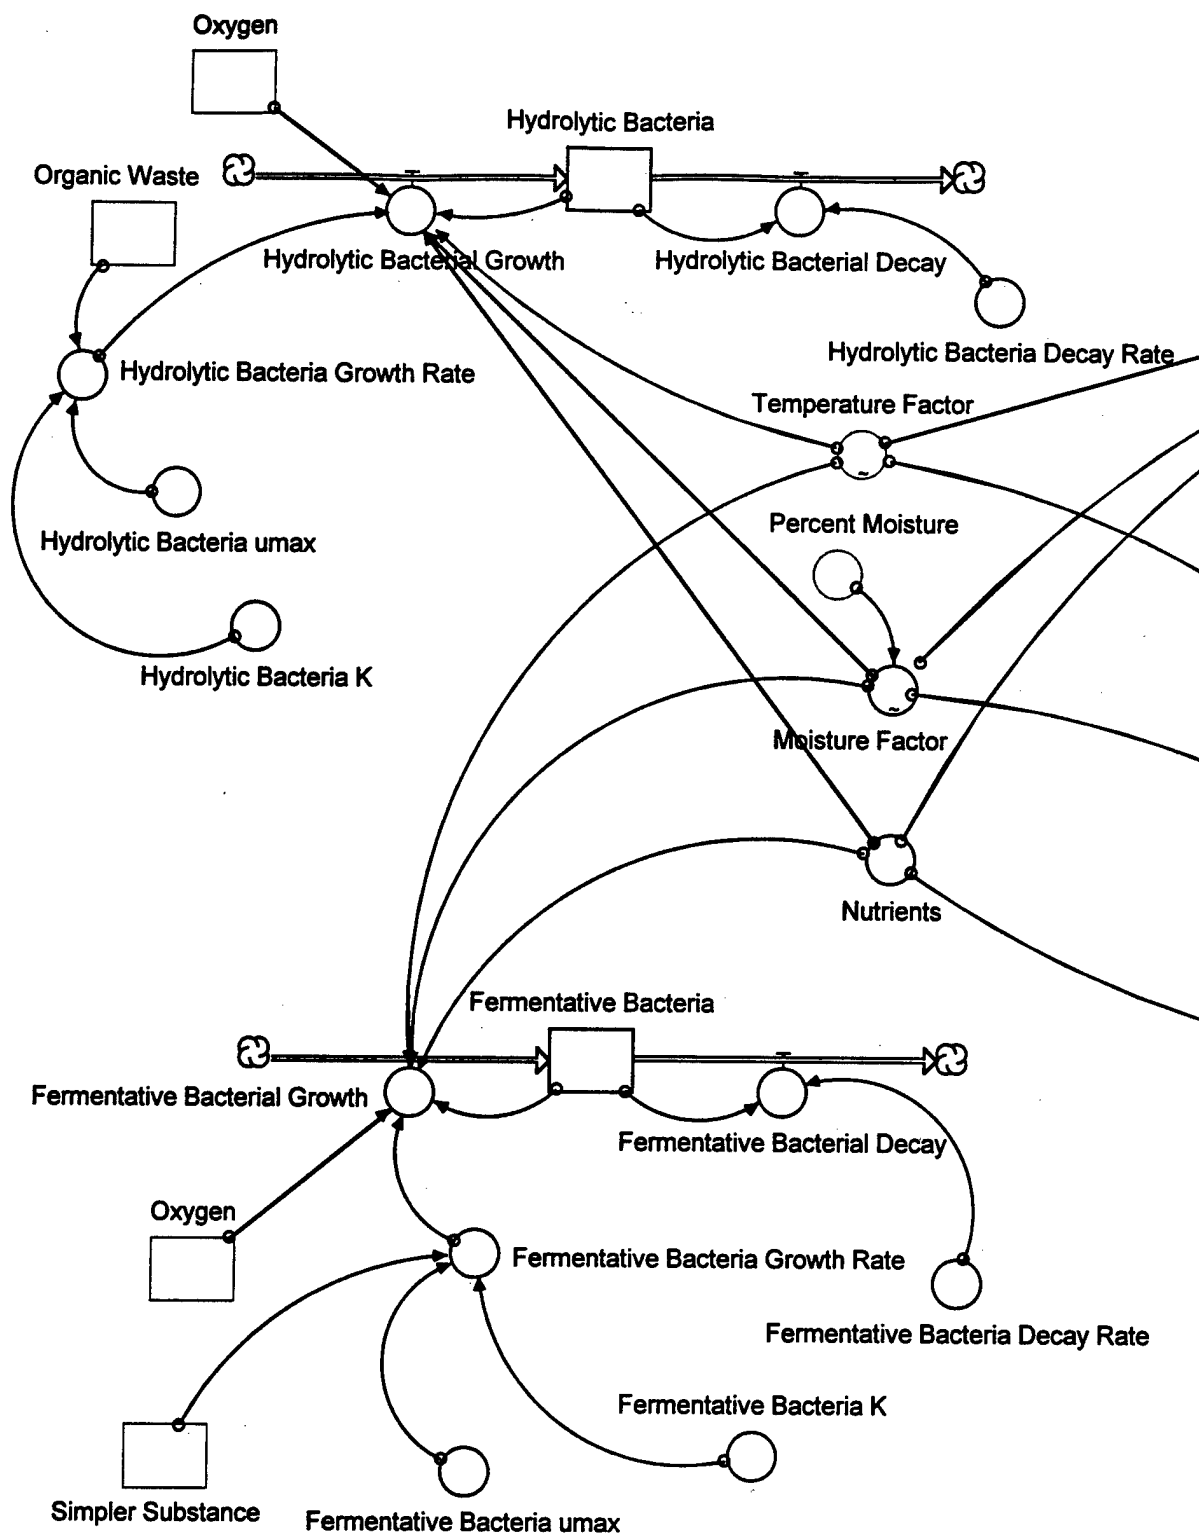 Oxygen
Hydrolytic Bacteria
Organic Waste
Hydrolytic Bacterial Growth
Hydrolytic Bacterial Decay
Hydrolytic Bacteria Decay Rate
Hydrolytic Bacteria Growth Rate
Temperature Factor
~
Percent Moisture
Hydrolytic Bacteria umax
Hydrolytic Bacteria K
~
Moisture Factor
Nutrients
Fermentative Bacteria
Fermentative Bacterial Growth
Fermentative Bacterial Decay
Oxygen
Fermentative Bacteria Growth Rate
Fermentative Bacteria Decay Rate
Fermentative Bacteria K
Simpler Substance
Fermentative Bacteria umax